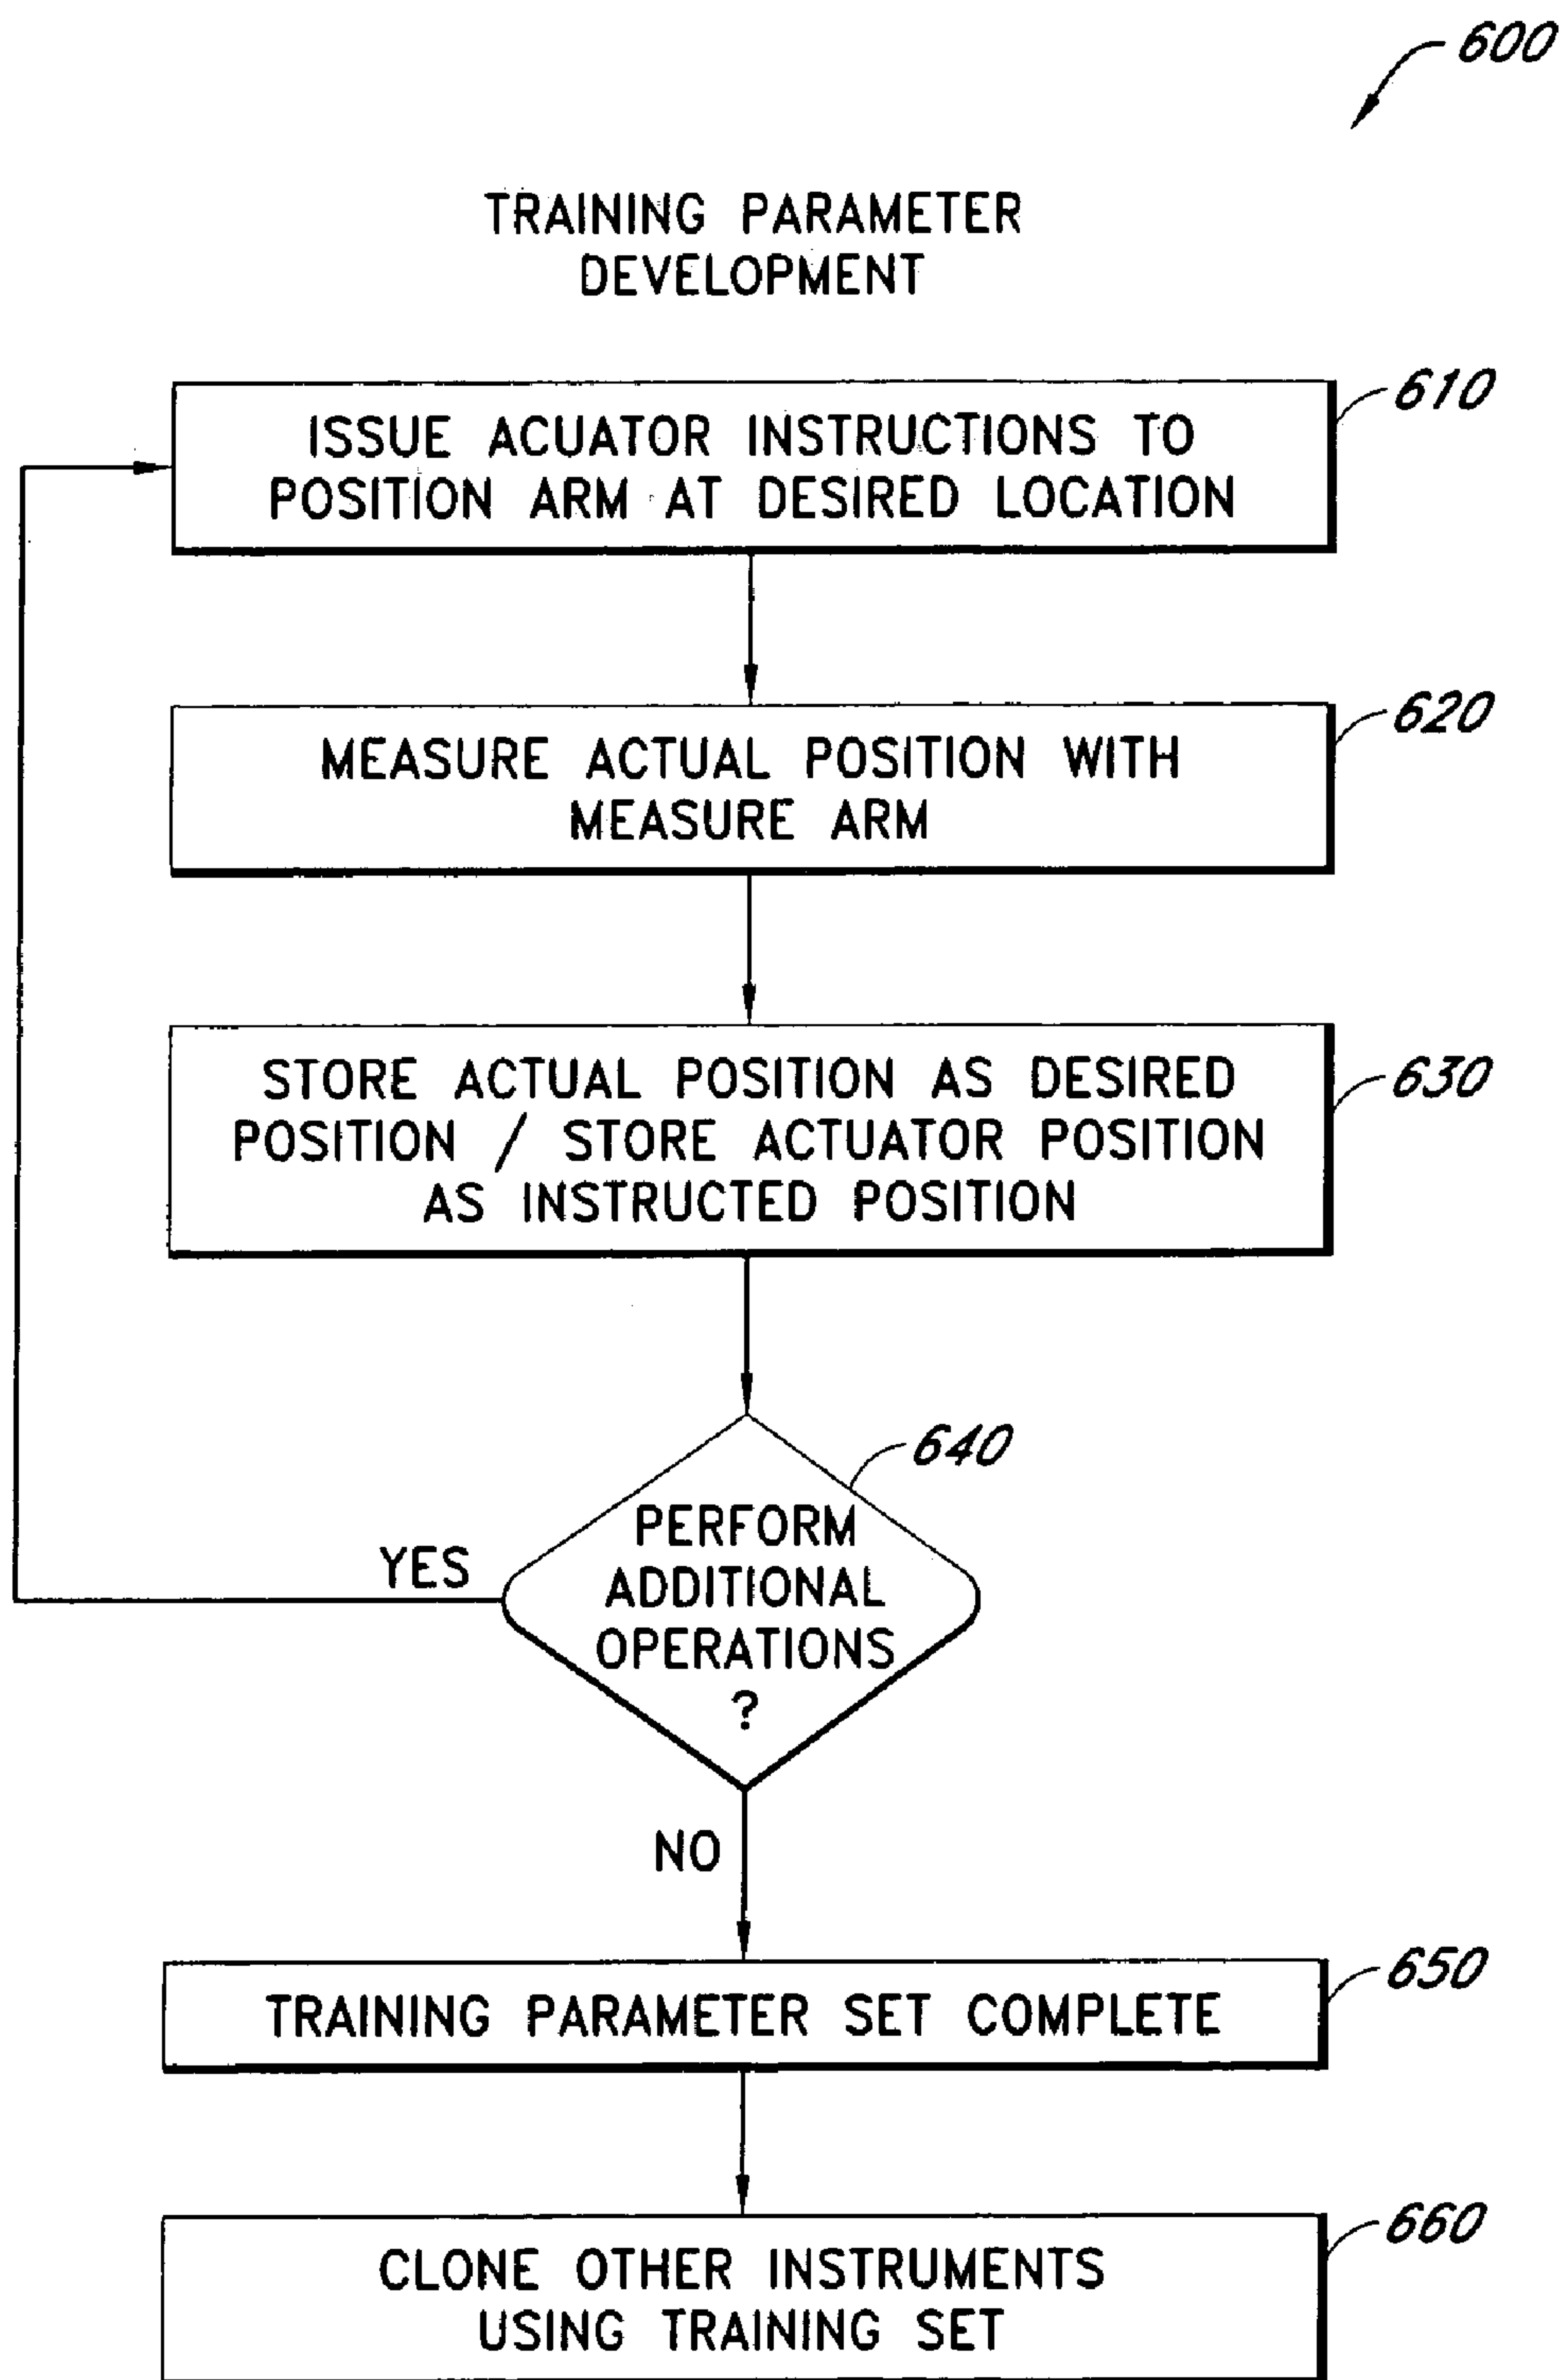 600
TRAINING PARAMETER
DEVELOPMENT
610
ISSUE ACUATOR INSTRUCTIONS TO
POSITION ARM AT DESIRED LOCATION
620
MEASURE ACTUAL POSITION WITH
MEASURE ARM
630
STORE ACTUAL POSITION AS DESIRED
POSITION / STORE ACTUATOR POSITION
AS INSTRUCTED POSITION
640
PERFORM
ADDITIONAL
OPERATIONS
?
YES
NO
650
TRAINING PARAMETER SET COMPLETE
660
CLONE OTHER INSTRUMENTS
USING TRAINING SET